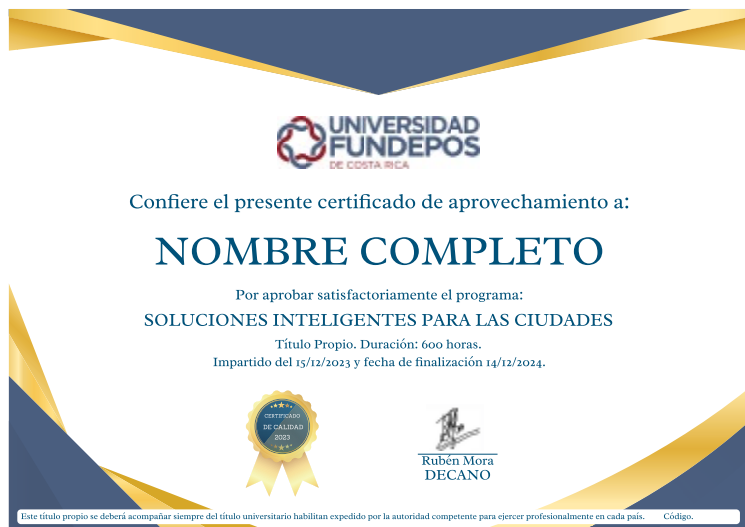 UNIVERSIDAD
FUNDEPOS
DE COSTA RICA
Confiere el presente certificado de aprovechamiento a:
NOMBRE COMPLETO
Por aprobar satisfactoriamente el programa:
SOLUCIONES INTELIGENTES PARA LAS CIUDADES
Título Propio. Duración: 600 horas.
Impartido del 15/12/2023 y fecha de finalización 14/12/2024.
CERTIFICADO
DE CALIDAD
2023
Rubén Mora
DECANO
Este título propio se deberá acompañar siempre del título universitario habilitan expedido por la autoridad competente para ejercer profesionalmente en cada país. Código.